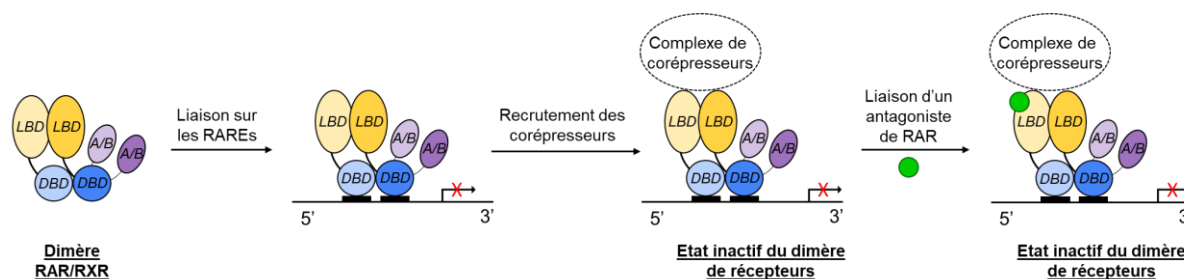 LBD
LBD
A/B
A/B
DBD
DBD
Dimère
RAR/RXR
Liaison sur
les RAREs
LBD
LBD
A/B
A/B
DBD
DBD
5'
3'
Recrutement des
corépresseurs
Complexe de
corépresseurs
LBD
LBD
A/B
A/B
DBD
DBD
5'
3'
Etat inactif du dimère
de récepteurs
Liaison d'un
antagoniste
de RAR
Complexe de
corépresseurs
LBD
LBD
A/B
A/B
DBD
DBD
5'
3'
Etat inactif du dimère
de récepteurs